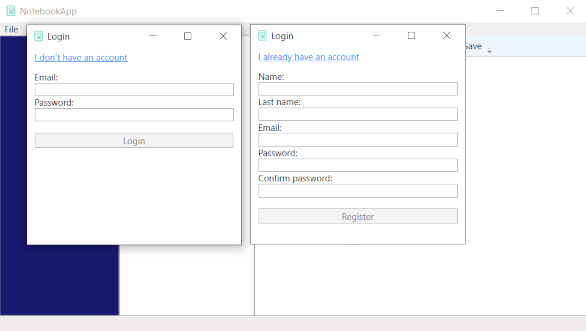 NotebookApp
File
Save
Login
I don't have an account
Email:
Password:
Login
Login
I already have an account
Name:
Last name:
Email:
Password:
Confirm password:
Register